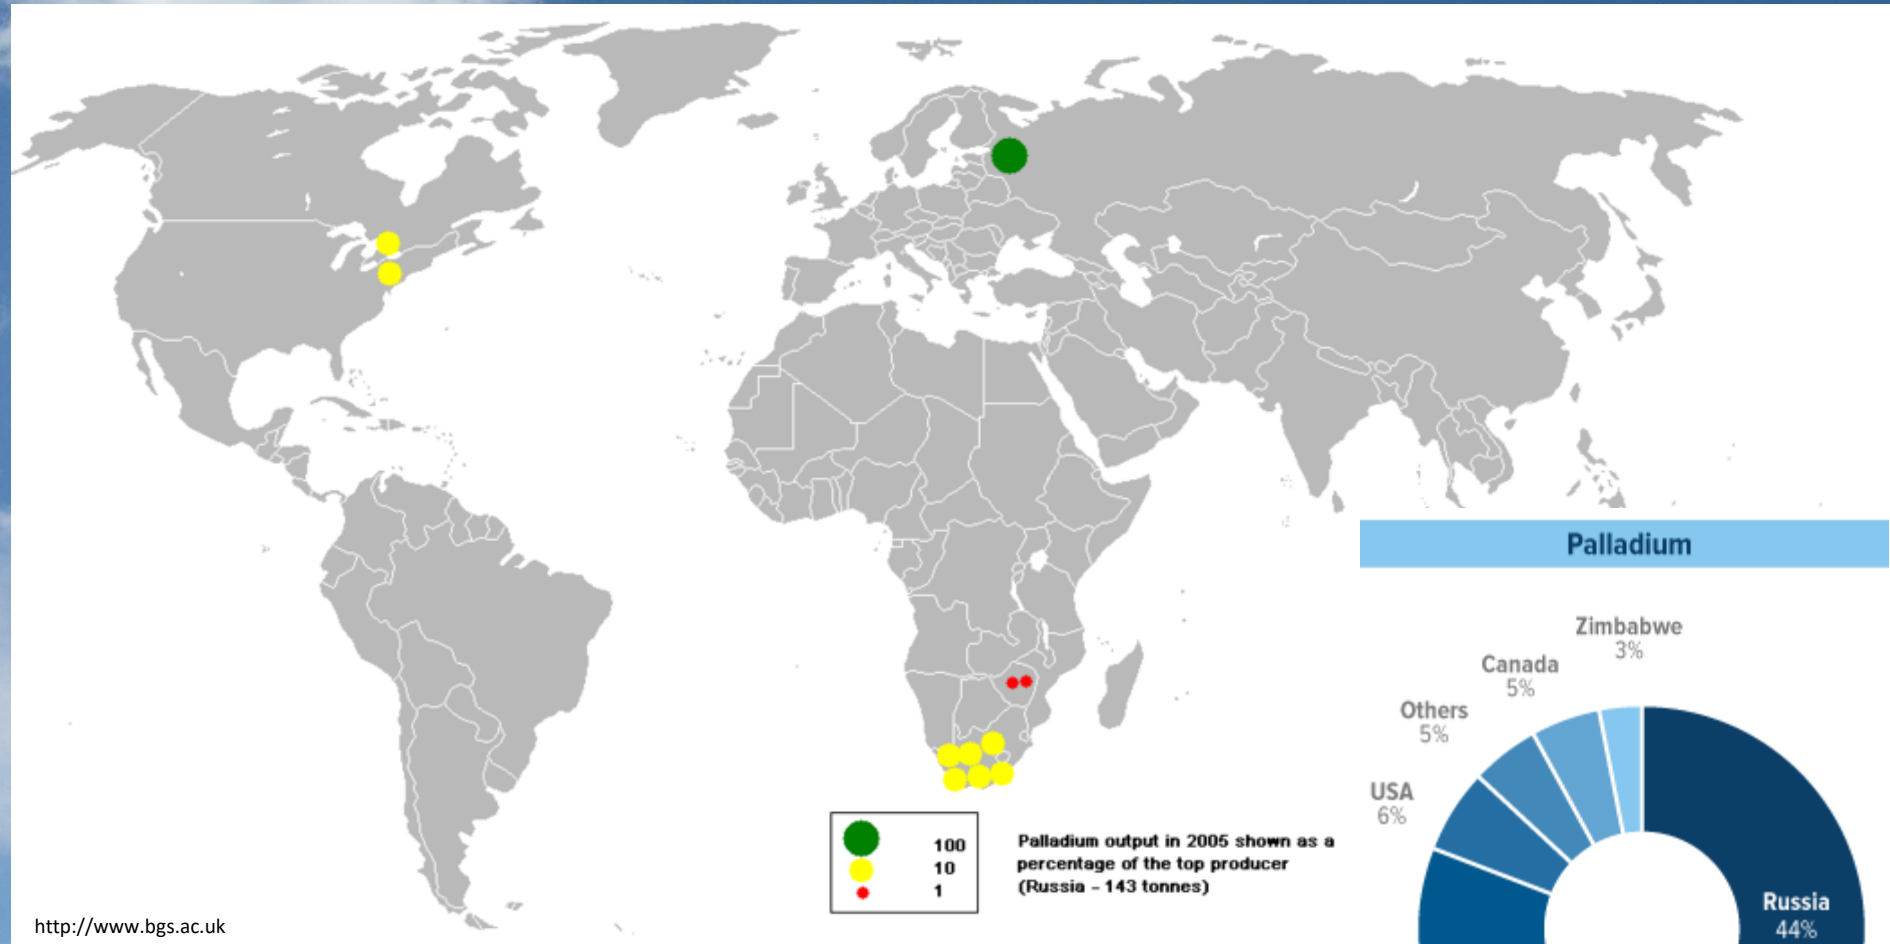 Palladium
Zimbabwe
3%
Canada
5%
Others
5%
USA
6%
Russia
44%
100
10
1
Palladium output in 2005 shown as a
percentage of the top producer
(Russia - 143 tonnes)
http://www.bgs.ac.uk